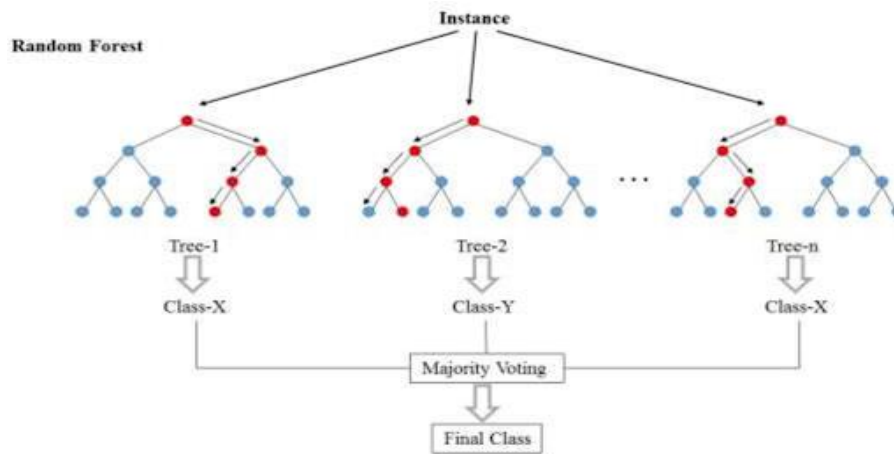 Instance
Random Forest
. . .
Tree-1
Tree-2
Tree-n
Class-X
Class-Y
Class-X
Majority Voting
Final Class